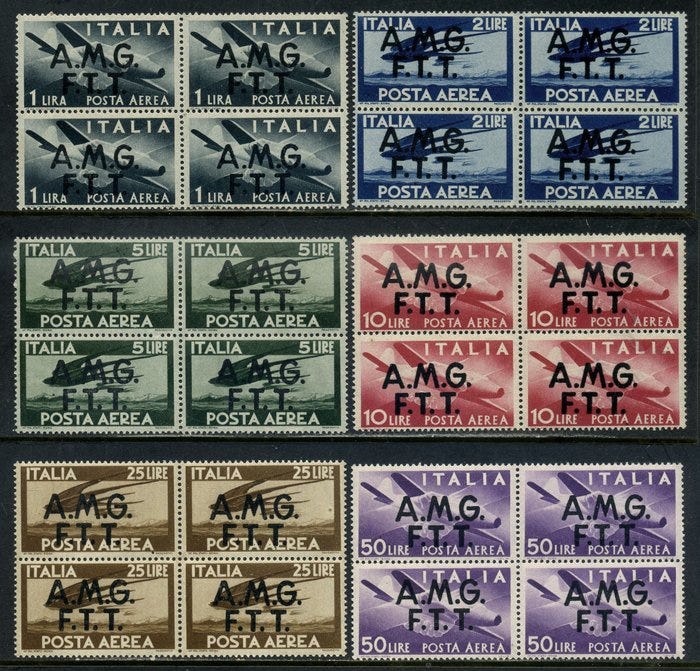 ITALIA ITALIA
A.M.G. A.M.G.
F.T.T. F.T.T.
1 LIRA POSTA AEREA 1 LIRA POSTA AEREA
ITALIA ITALIA
A.M.G. A.M.G.
F.T.T. F.T.T.
1 LIRA POSTA AEREA 1 LIRA POSTA AEREA
ITALIA 2 LIRE ITALIA 2 LIRE
A.M.G. A.M.G.
F.T.T. F.T.T.
POSTA AEREA POSTA AEREA
ITALIA 2 LIRE ITALIA 2 LIRE
A.M.G. A.M.G.
F.T.T. F.T.T.
POSTA AEREA POSTA AEREA
ITALIA 5 LIRE ITALIA 5 LIRE
A.M.G. A.M.G.
F.T.T. F.T.T.
POSTA AEREA POSTA AEREA
ITALIA 5 LIRE ITALIA 5 LIRE
A.M.G. A.M.G.
F.T.T. F.T.T.
POSTA AEREA POSTA AEREA
ITALIA ITALIA
A.M.G. A.M.G.
F.T.T. F.T.T.
10 LIRE POSTA AEREA 10 LIRE POSTA AEREA
ITALIA ITALIA
A.M.G. A.M.G.
F.T.T. F.T.T.
10 LIRE POSTA AEREA 10 LIRE POSTA AEREA
ITALIA 25 LIRE ITALIA 25 LIRE
A.M.G. A.M.G.
F.T.T. F.T.T.
POSTA AEREA POSTA AEREA
ITALIA 25 LIRE ITALIA 25 LIRE
A.M.G. A.M.G.
F.T.T. F.T.T.
POSTA AEREA POSTA AEREA
ITALIA ITALIA
A.M.G. A.M.G.
F.T.T. F.T.T.
50 LIRE POSTA AEREA 50 LIRE POSTA AEREA
ITALIA ITALIA
A.M.G. A.M.G.
F.T.T. F.T.T.
50 LIRE POSTA AEREA 50 LIRE POSTA AEREA